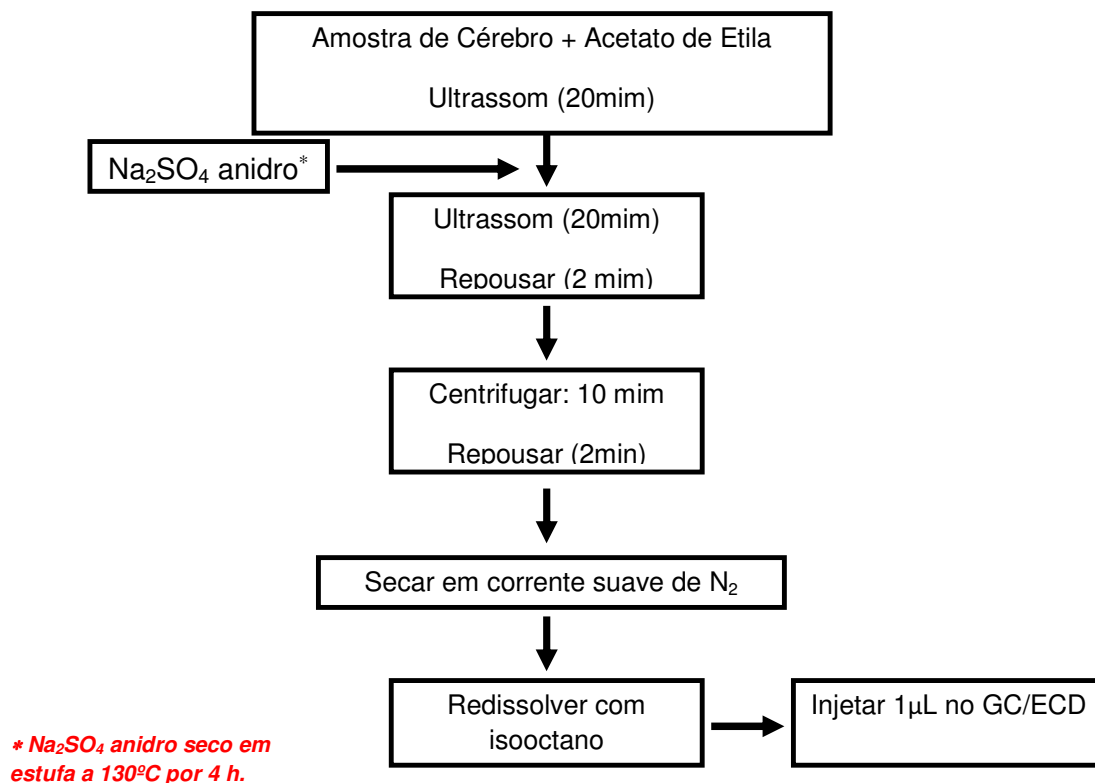 Amostra de Cérebro + Acetato de Etila
Ultrassom (20mim)
Na₂SO₄ anidro*
Ultrassom (20mim)
Repousar (2 mim)
Centrifugar: 10 mim
Repousar (2min)
Secar em corrente suave de N₂
Redissolver com
isooctano
Injetar 1µL no GC/ECD
* Na₂SO₄ anidro seco em
estufa a 130ºC por 4 h.